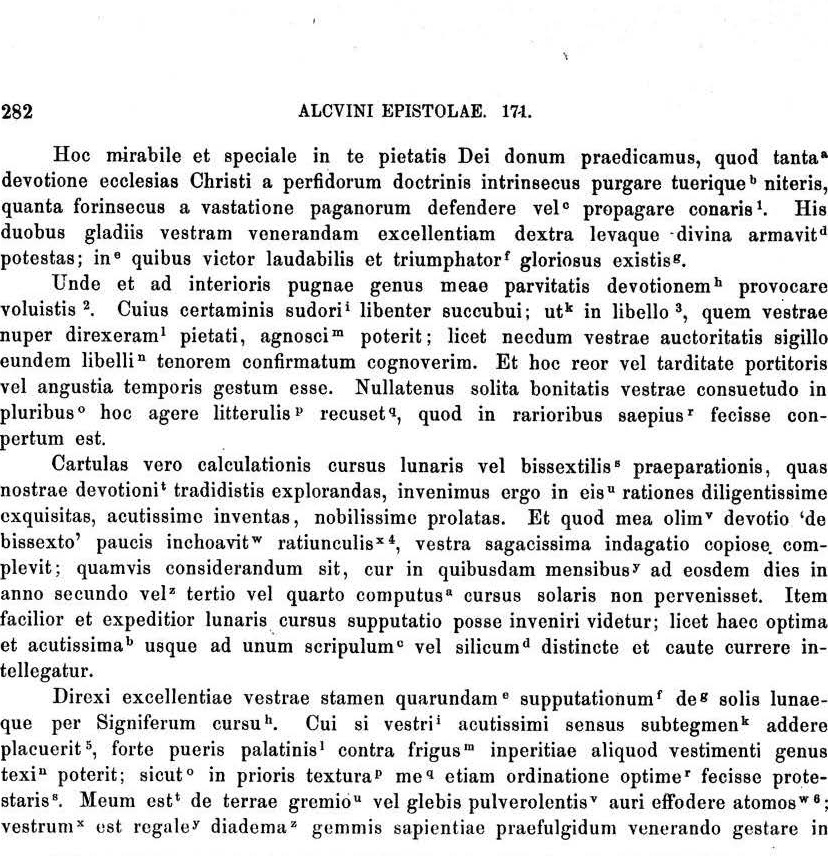 282 ALCVINI EPISTOLAE. 171.
Hoc mirabile et speciale in te pietatis Dei donum praedicamus, quod tanta ᵃ
devotione ecclesias Christi a perfidorum doctrinis intrinsecus purgare tuerique ᵇ niteris,
quanta forinsecus a vastatione paganorum defendere vel ᶜ propagare conaris ¹. His
duobus gladiis vestram venerandam excellentiam dextra levaque divina armavit ᵈ
potestas; in ᵉ quibus victor laudabilis et triumphator ᶠ gloriosus existis ᵍ.
Unde et ad interioris pugnae genus meae parvitatis devotionem ʰ provocare
voluistis ². Cuius certaminis sudori ⁱ libenter succubui; ut ᵏ in libello ³, quem vestrae
nuper direxeram ˡ pietati, agnosci ᵐ poterit; licet necdum vestrae auctoritatis sigillo
eundem libelli ⁿ tenorem confirmatum cognoverim. Et hoc reor vel tarditate portitoris
vel angustia temporis gestum esse. Nullatenus solita bonitatis vestrae consuetudo in
pluribus ᵒ hoc agere litterulis ᵖ recuset q, quod in rarioribus saepius ʳ fecisse con-
pertum est.
Cartulas vero calculationis cursus lunaris vel bissextilis ˢ praeparationis, quas
nostrae devotioni ᵗ tradidistis explorandas, invenimus ergo in eis ᵘ rationes diligentissime
exquisitas, acutissime inventas, nobilissime prolatas. Et quod mea olim ᵛ devotio ‘de
bissexto’ paucis inchoavit ʷ ratiunculis ˣ ⁴, vestra sagacissima indagatio copiose com-
plevit; quamvis considerandum sit, cur in quibusdam mensibus ʸ ad eosdem dies in
anno secundo vel ᶻ tertio vel quarto computus ᵃ cursus solaris non pervenisset. Item
facilior et expeditior lunaris cursus supputatio posse inveniri videtur; licet haec optima
et acutissima ᵇ usque ad unum scripulum ᶜ vel silicum ᵈ distincte et caute currere in-
tellegatur.
Direxi excellentiae vestrae stamen quarundam ᵉ supputationum ᶠ de ᵍ solis lunae-
que per Signiferum cursu ʰ. Cui si vestri ⁱ acutissimi sensus subtegmen ᵏ addere
placuerit ⁵, forte pueris palatinis ˡ contra frigus ᵐ inperitiae aliquod vestimenti genus
texi ⁿ poterit; sicut ᵒ in prioris textura ᵖ me q etiam ordinatione optime ʳ fecisse prote-
staris ˢ. Meum est ᵗ de terrae gremio ᵘ vel glebis pulverolentis ᵛ auri effodere atomos ʷ ⁶;
vestrum ˣ est regale ʸ diadema ᶻ gemmis sapientiae praefulgidum venerando gestare in